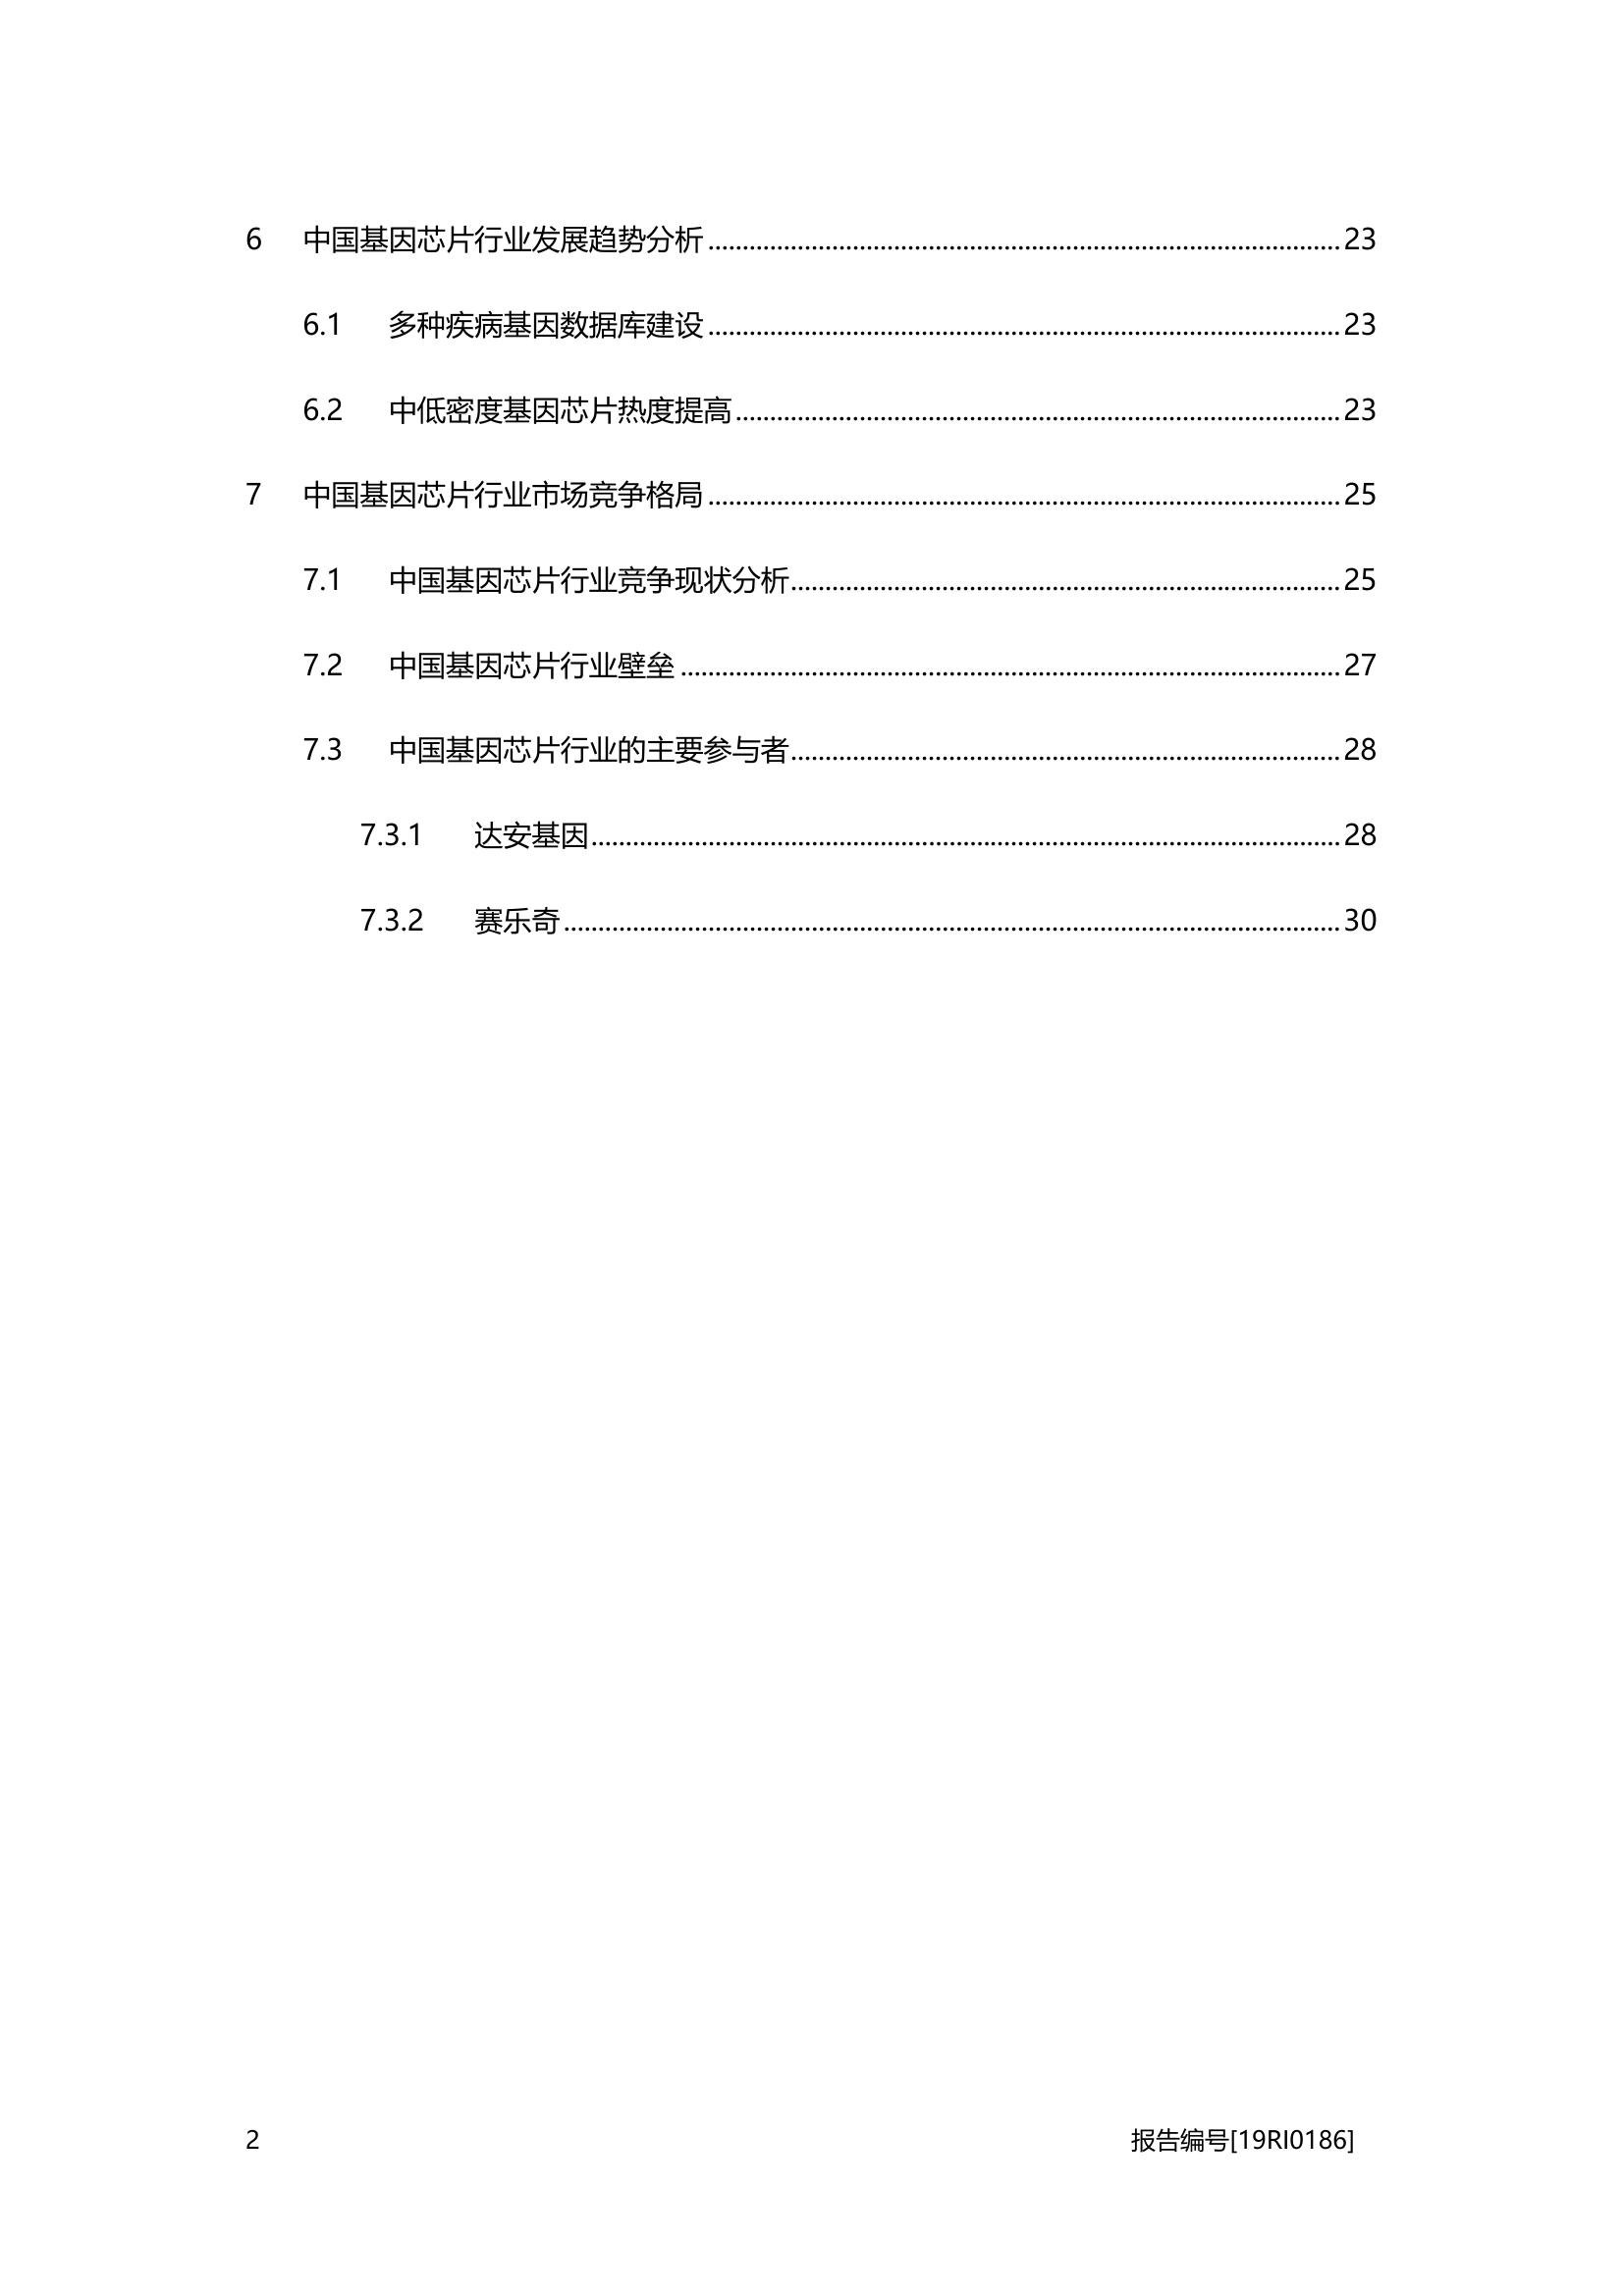 6 中国基因芯片行业发展趋势分析 ........ 23
6.1 多种疾病基因数据库建设 ........ 23
6.2 中低密度基因芯片热度提高 ........ 23
7 中国基因芯片行业市场竞争格局 ........ 25
7.1 中国基因芯片行业竞争现状分析 ........ 25
7.2 中国基因芯片行业壁垒 ........ 27
7.3 中国基因芯片行业的主要参与者 ........ 28
7.3.1 达安基因 ........ 28
7.3.2 赛乐奇 ........ 30
2 报告编号[19RI0186]